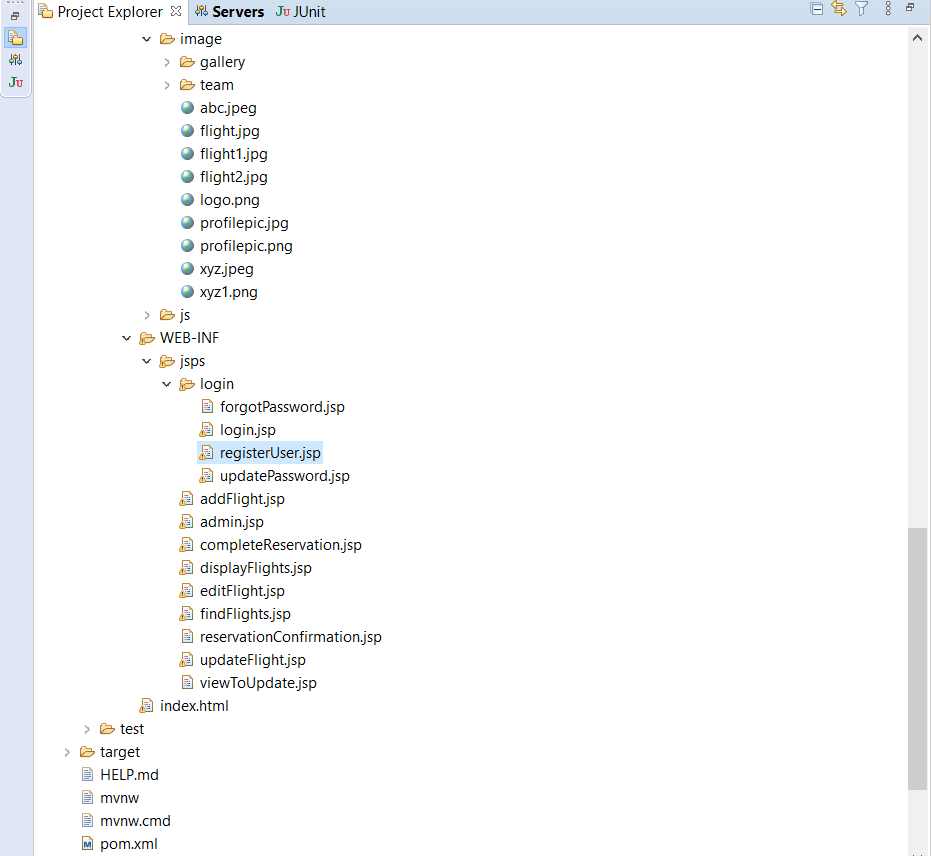 Project Explorer Servers JU JUnit
JU
image
gallery
team
abc.jpeg
flight.jpg
flight1.jpg
flight2.jpg
logo.png
profilepic.jpg
profilepic.png
xyz.jpeg
xyz1.png
js
WEB-INF
jsps
login
forgotPassword.jsp
login.jsp
registerUser.jsp
updatePassword.jsp
addFlight.jsp
admin.jsp
completeReservation.jsp
displayFlights.jsp
editFlight.jsp
findFlights.jsp
reservationConfirmation.jsp
updateFlight.jsp
viewToUpdate.jsp
index.html
test
target
HELP.md
mvnw
mvnw.cmd
M pom.xml